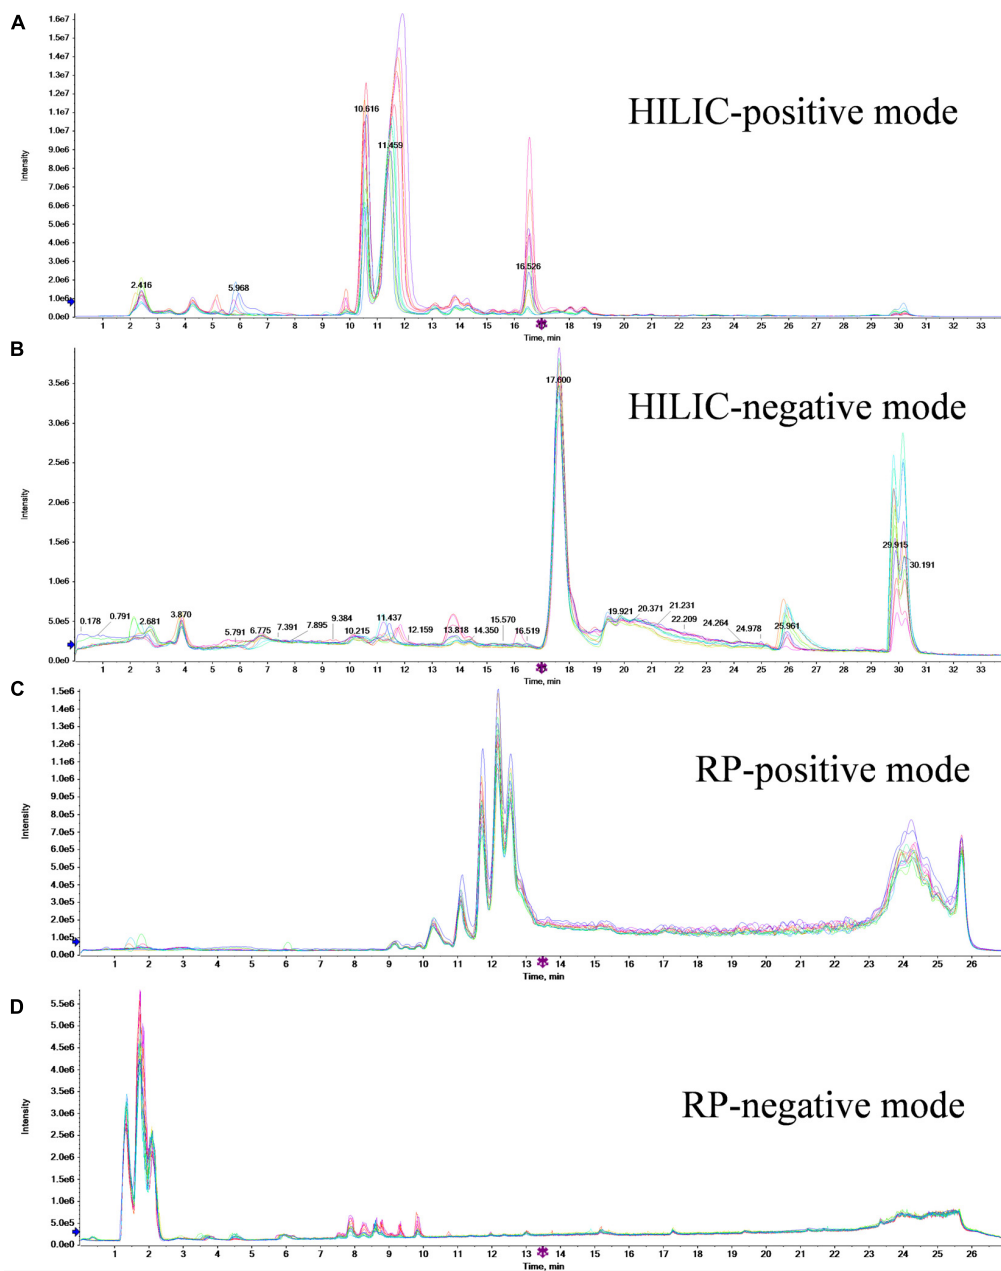 A
Intensity
1.6e7
1.5e7
1.4e7
1.3e7
1.2e7
1.1e7
1.0e7
9.0e6
8.0e6
7.0e6
6.0e6
5.0e6
4.0e6
3.0e6
2.0e6
1.0e6
0.0e0
HILIC-positive mode
10.616
11.459
16.526
2.416
5.968
1 2 3 4 5 6 7 8 9 10 11 12 13 14 15 16 18 19 20 21 22 23 24 25 26 27 28 29 30 31 32 33
Time, min
B
Intensity
3.5e6
3.0e6
2.5e6
2.0e6
1.5e6
1.0e6
5.0e5
0.0e0
HILIC-negative mode
17.600
29.915
30.191
0.178 0.791 2.681 3.870 5.791 6.775 7.391 7.895 9.384 10.215 11.437 12.159 13.818 14.350 15.570 16.519 19.921 20.371 21.231 22.209 24.264 24.978 25.961
1 2 3 4 5 6 7 8 9 10 11 12 13 14 15 16 18 19 20 21 22 23 24 25 26 27 28 29 30 31 32 33
Time, min
C
Intensity
1.5e6
1.4e6
1.2e6
1.1e6
1.0e6
9.0e5
8.0e5
7.0e5
6.0e5
5.0e5
4.0e5
3.0e5
2.0e5
1.0e5
0.0e0
RP-positive mode
1 2 3 4 5 6 7 8 9 10 11 12 13 14 15 16 17 18 19 20 21 22 23 24 25 26
Time, min
D
Intensity
5.5e6
5.0e6
4.5e6
4.0e6
3.5e6
3.0e6
2.5e6
2.0e6
1.5e6
1.0e6
5.0e5
0.0e0
RP-negative mode
1 2 3 4 5 6 7 8 9 10 11 12 13 14 15 16 17 18 19 20 21 22 23 24 25 26
Time, min